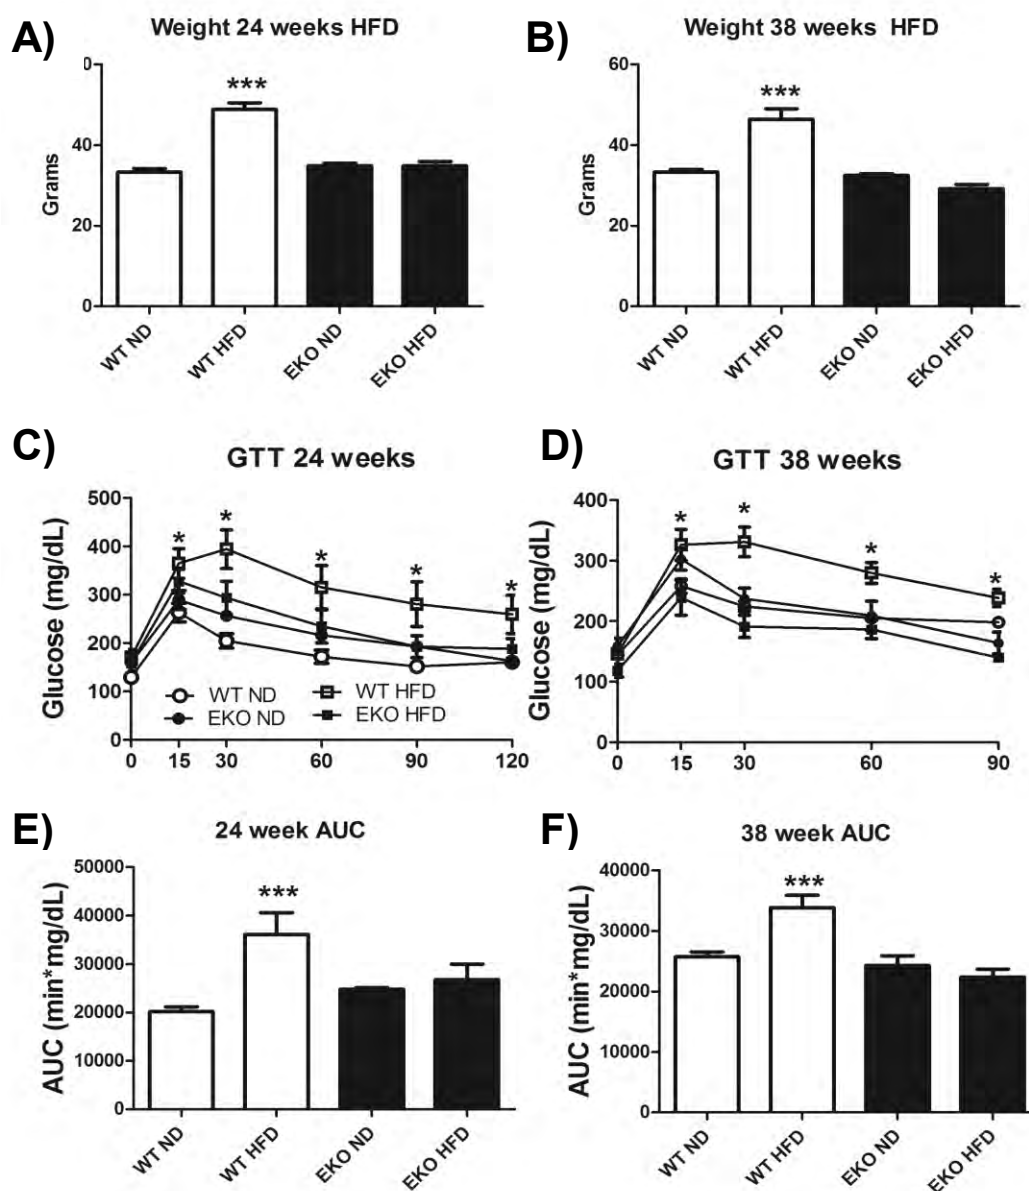 A)
Weight 24 weeks HFD
0
40
20
0
Grams
***
WT ND
WT HFD
EKO ND
EKO HFD
B)
Weight 38 weeks HFD
60
40
20
0
Grams
***
WT ND
WT HFD
EKO ND
EKO HFD
C)
GTT 24 weeks
500
400
300
200
100
0
Glucose (mg/dL)
* * * * *
WT ND
WT HFD
EKO ND
EKO HFD
0 15 30 60 90 120
D)
GTT 38 weeks
400
300
200
100
0
Glucose (mg/dL)
* * * *
0 15 30 60 90
E)
24 week AUC
50000
40000
30000
20000
10000
0
AUC (min*mg/dL)
***
WT ND
WT HFD
EKO ND
EKO HFD
F)
38 week AUC
40000
30000
20000
10000
0
AUC (min*mg/dL)
***
WT ND
WT HFD
EKO ND
EKO HFD